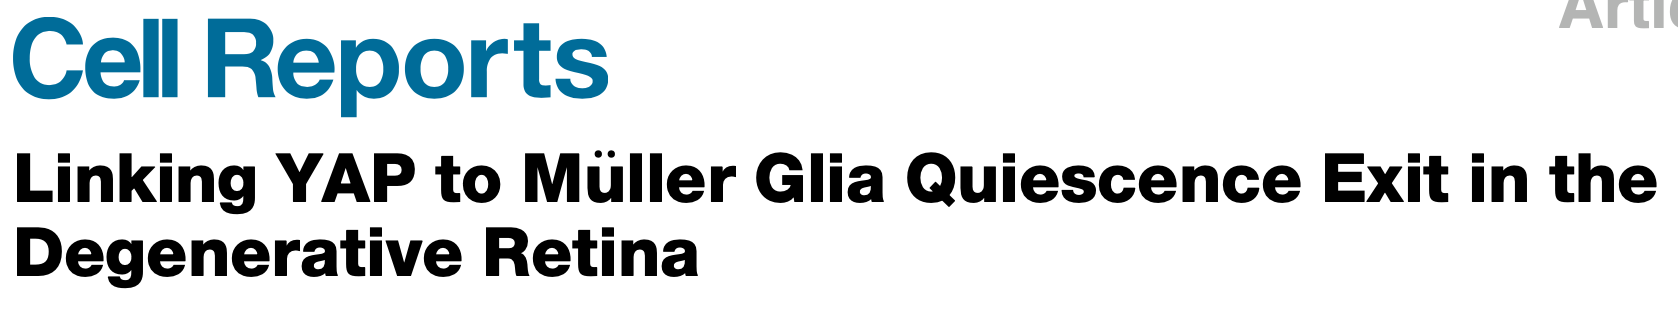 Cell Reports
Linking YAP to Müller Glia Quiescence Exit in the
Degenerative Retina